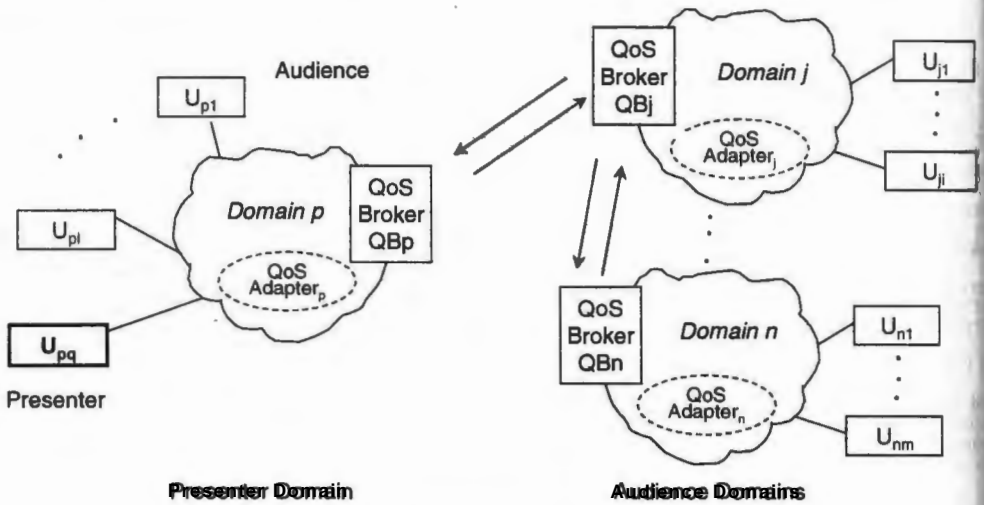 Audience
U_p1
U_pl
U_pq
Presenter
Domain p
QoS
Broker
QBp
QoS
Adapter_p
QoS
Broker
QBj
Domain j
QoS
Adapter_j
U_j1
U_ji
QoS
Broker
QBn
Domain n
QoS
Adapter_n
U_n1
U_nm
Presenter Domain
Audience Domains